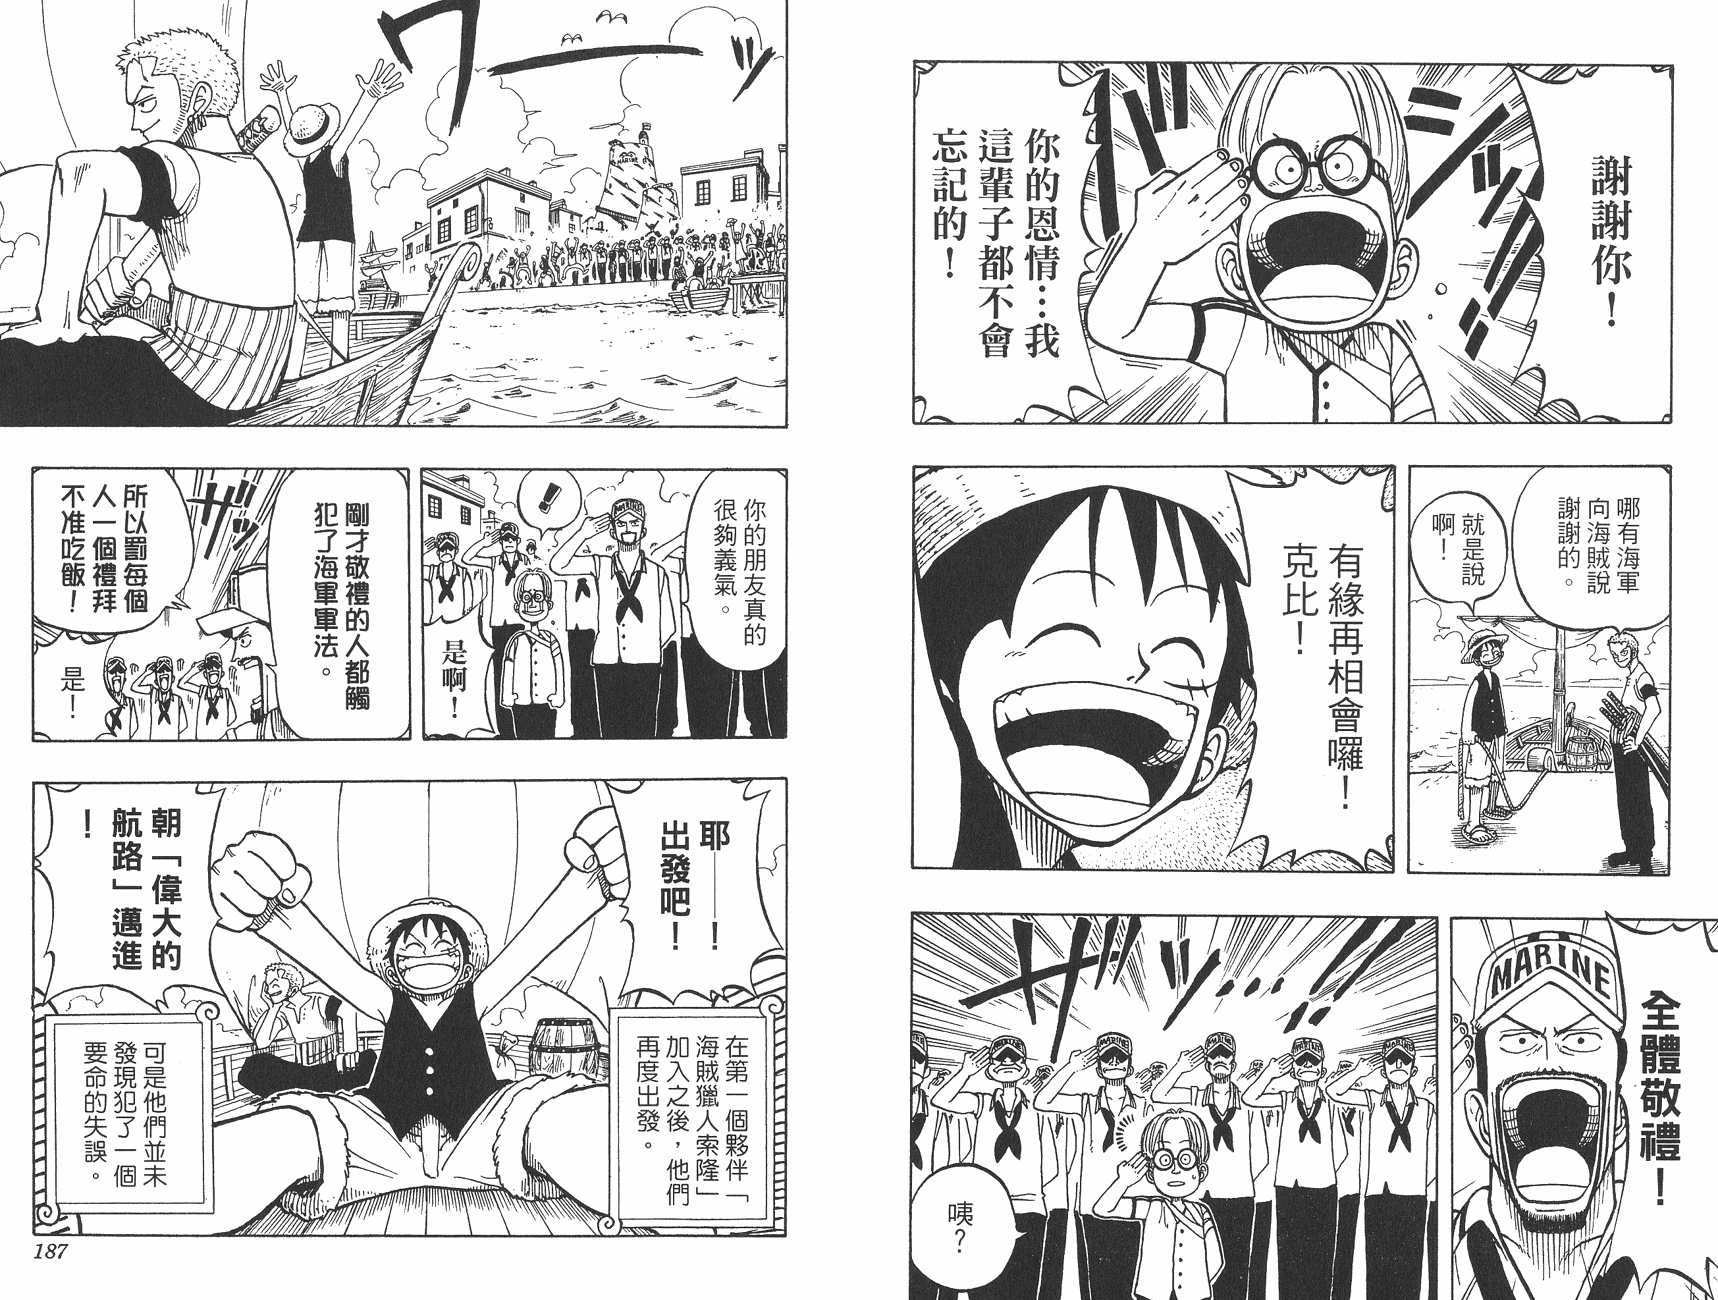 謝謝你！
你的恩情…我
這輩子都不會
忘記的！
哪有海軍
向海賊說
謝謝的。
就是說
啊！
有緣再相會囉！
克比！
全體敬禮！
MARINE
ザッ…！
咦？
ワーッ
MARINE
你的朋友真的
很夠義氣。
！
是啊！
剛才敬禮的人都觸
犯了海軍軍法。
所以罰每個
人一個禮拜
不准吃飯！
是！
耶——！
出發吧！
朝「偉大的
航路」邁進
！
在第一個夥伴「
海賊獵人索隆」
加入之後，他們
再度出發。
可是他們並未
發現犯了一個
要命的失誤。
187